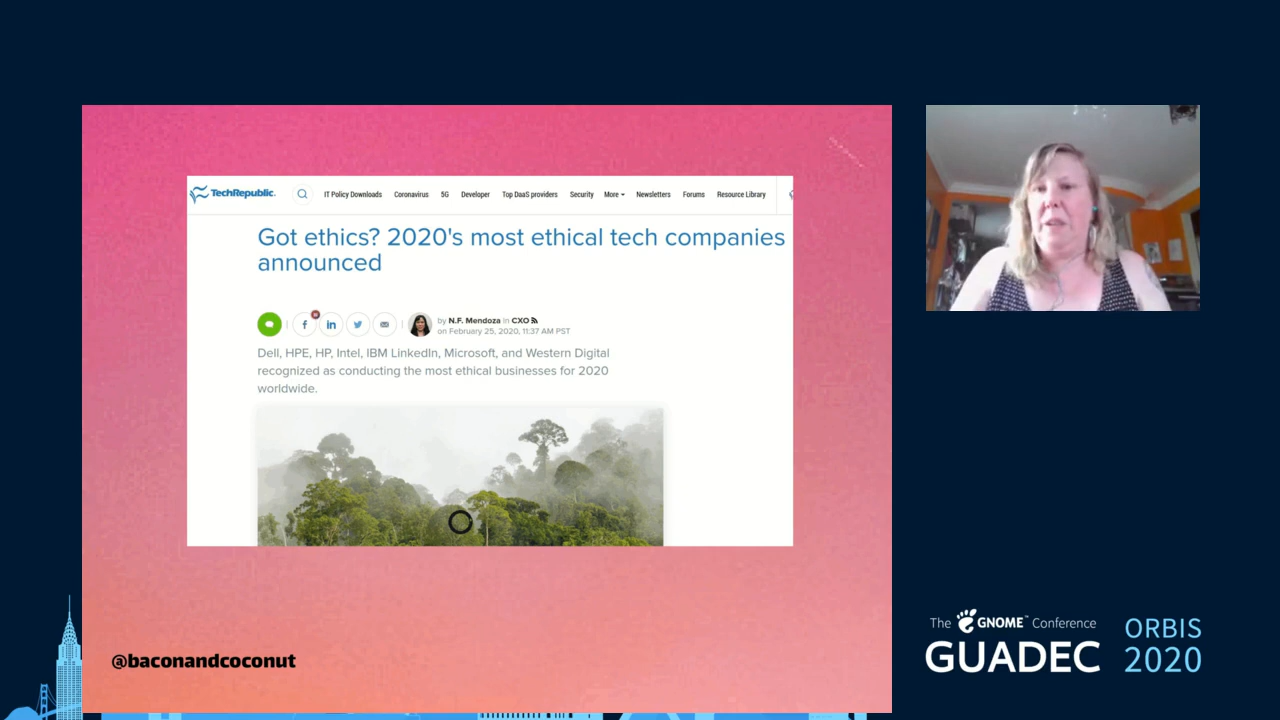 TechRepublic.
IT Policy Downloads Coronavirus 5G Developer Top DaaS providers Security More Newsletters Forums Resource Library
Got ethics? 2020's most ethical tech companies
announced
f in
by N.F. Mendoza in CXO
on February 25, 2020, 11:37 AM PST
Dell, HPE, HP, Intel, IBM LinkedIn, Microsoft, and Western Digital
recognized as conducting the most ethical businesses for 2020
worldwide.
@baconandcoconut
The GNOME™ Conference
GUADEC
ORBIS
2020